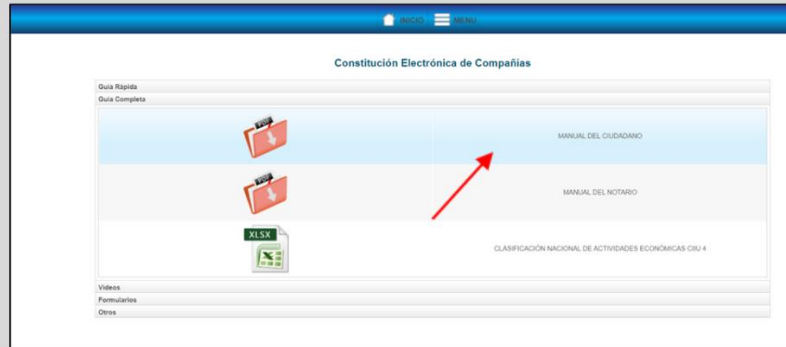 INICIO MENU
Constitución Electrónica de Compañías
Guía Rápida
Guía Completa
PDF
MANUAL DEL CIUDADANO
PDF
MANUAL DEL NOTARIO
XLSX
CLASIFICACIÓN NACIONAL DE ACTIVIDADES ECONÓMICAS CIIU 4
Videos
Formularios
Otros